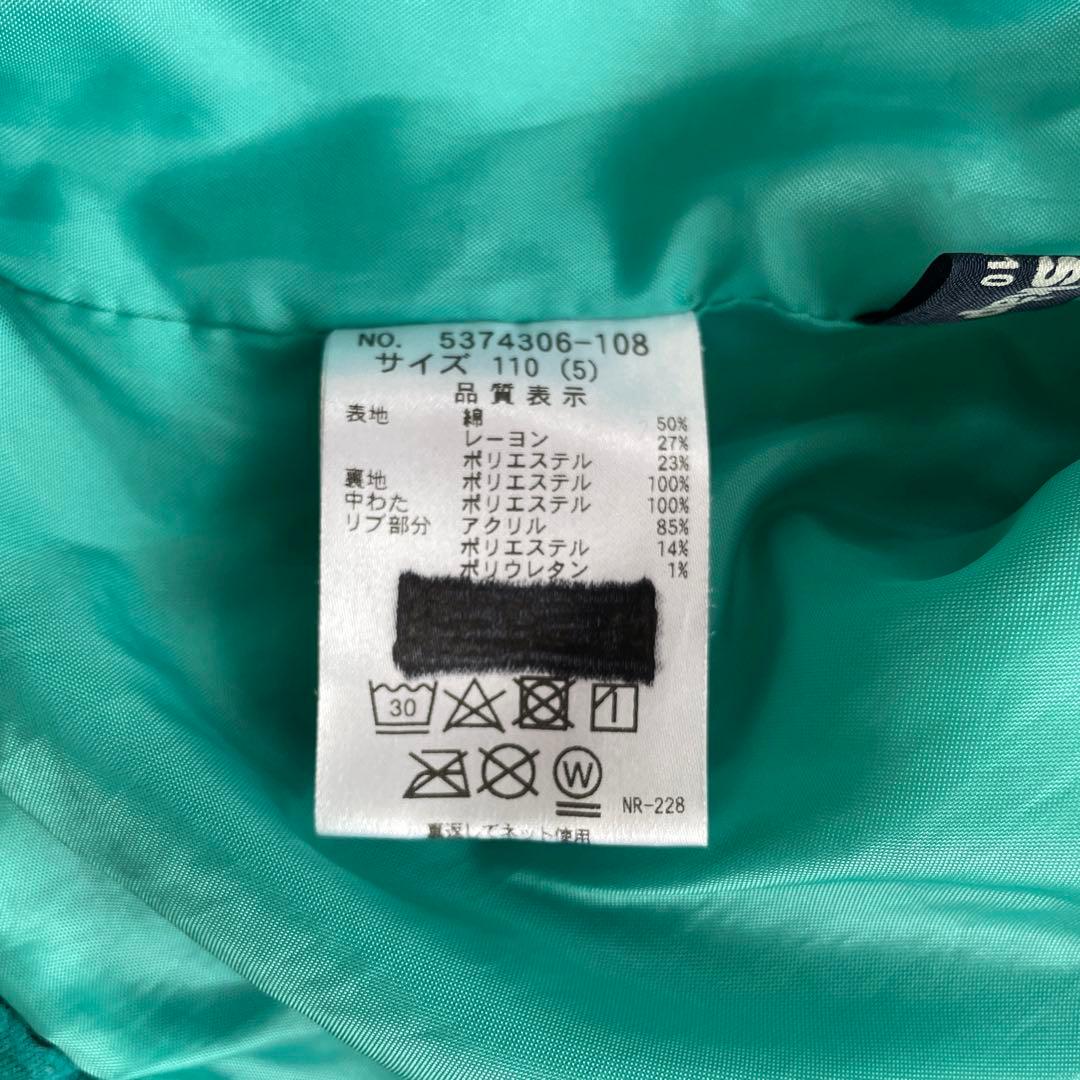 NO. 5374306-108
サイズ 110 (5)
品質表示
表地 綿 50%
レーヨン 27%
ポリエステル 23%
裏地 ポリエステル 100%
中わた ポリエステル 100%
リブ部分 アクリル 85%
ポリエステル 14%
ポリウレタン 1%
30
W
NR-228
裏返してネット使用